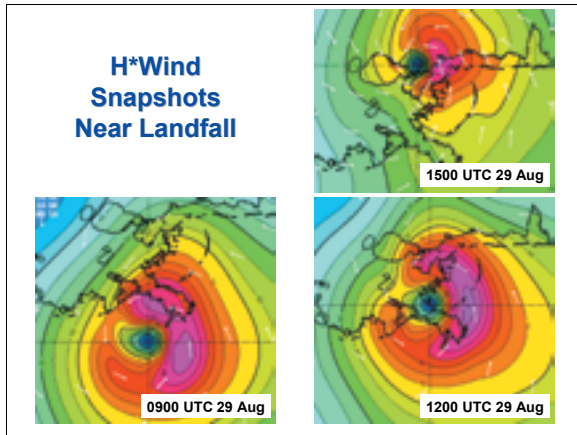 H*Wind
Snapshots
Near Landfall
1500 UTC 29 Aug
0900 UTC 29 Aug
1200 UTC 29 Aug